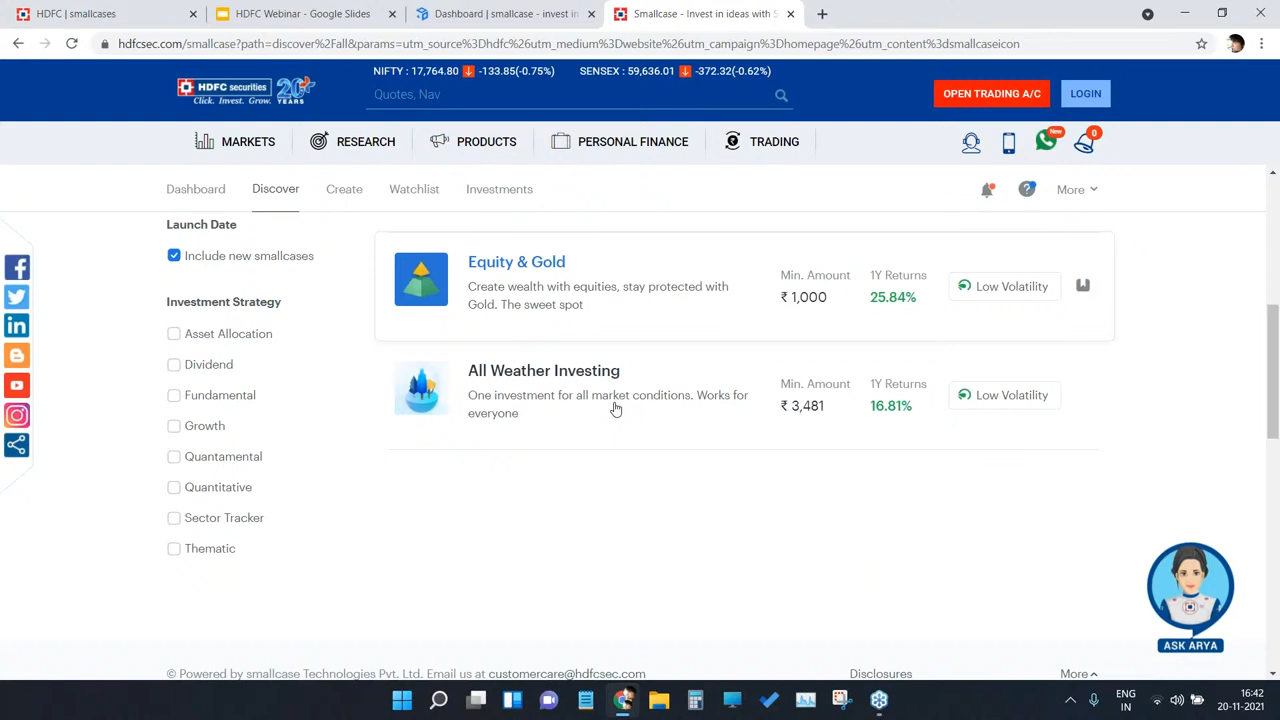 HDFC | smallcases
HDFC Webinar - Google Slides
Dashboard | smallcase - invest in
Smallcase - Invest in ideas with S
hdfcsec.com/smallcase?path=discover%2Fall&params=utm_source%3Dhdfc%26utm_medium%3Dwebsite%26utm_campaign%3Dhomepage%26utm_content%3dsmallcaseicon
HDFC securities
Click. Invest. Grow.
20
YEARS
NIFTY : 17,764.80 -133.85(-0.75%)
SENSEX : 59,636.01 -372.32(-0.62%)
Quotes, Nav
OPEN TRADING A/C
LOGIN
MARKETS
RESEARCH
PRODUCTS
PERSONAL FINANCE
TRADING
New
0
Dashboard
Discover
Create
Watchlist
Investments
More
Launch Date
Include new smallcases
Investment Strategy
Asset Allocation
Dividend
Fundamental
Growth
Quantamental
Quantitative
Sector Tracker
Thematic
Equity & Gold
Create wealth with equities, stay protected with
Gold. The sweet spot
Min. Amount
₹ 1,000
1Y Returns
25.84%
Low Volatility
All Weather Investing
One investment for all market conditions. Works for
everyone
Min. Amount
₹ 3,481
1Y Returns
16.81%
Low Volatility
ASK ARYA
© Powered by smallcase Technologies Pvt. Ltd. Email us at customercare@hdfcsec.com
Disclosures
More
ENG
IN
16:42
20-11-2021